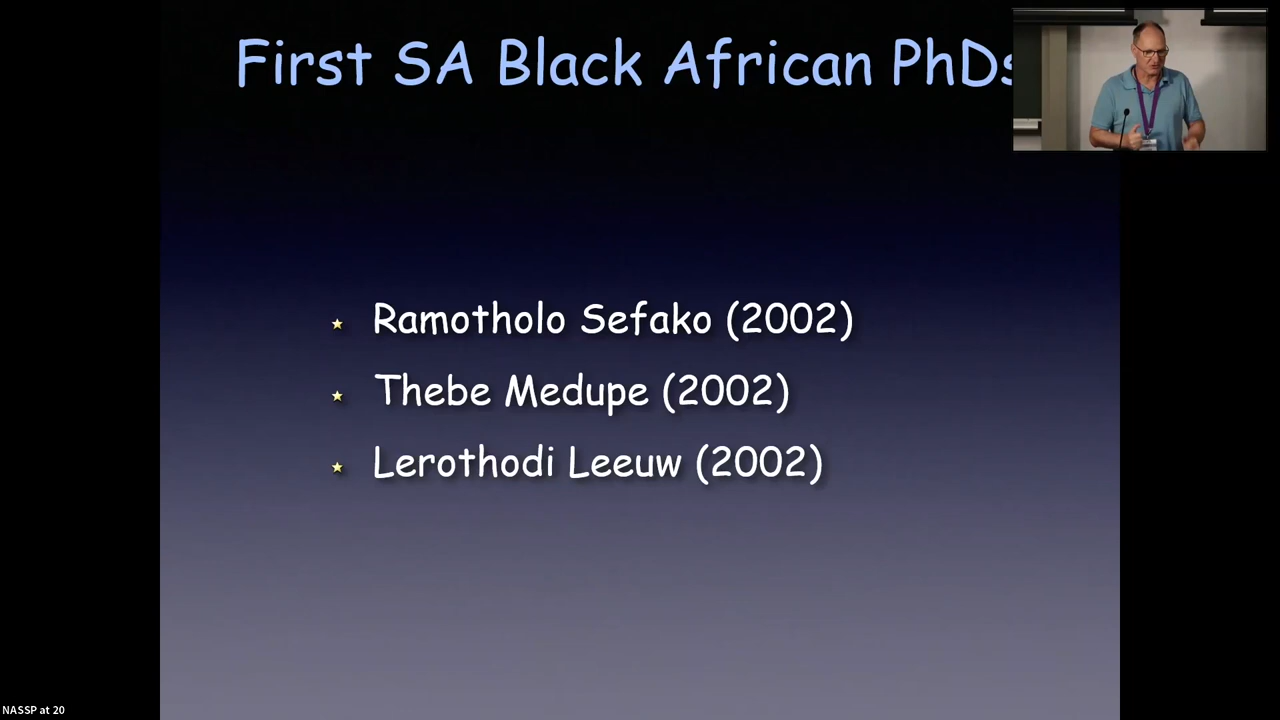 First SA Black African PhDs
Ramotholo Sefako (2002)
Thebe Medupe (2002)
Lerothodi Leeuw (2002)
NASSP at 20